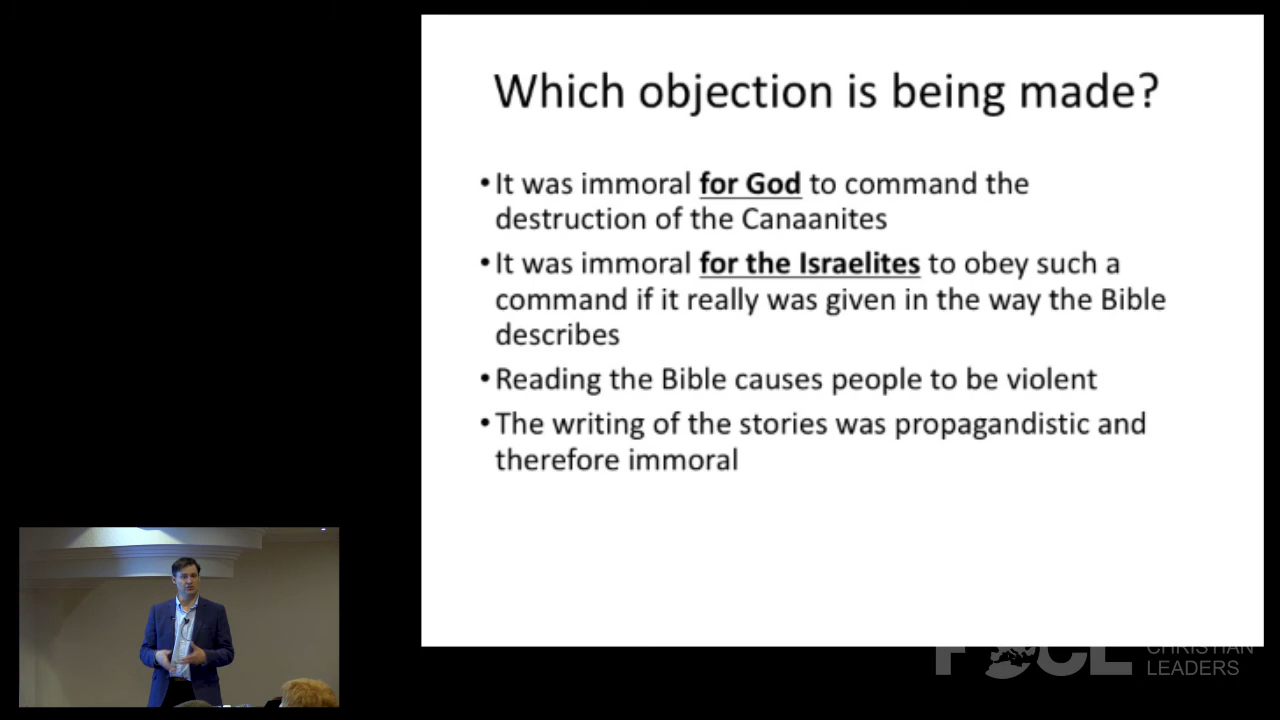 Which objection is being made?
• It was immoral for God to command the
destruction of the Canaanites
• It was immoral for the Israelites to obey such a
command if it really was given in the way the Bible
describes
• Reading the Bible causes people to be violent
• The writing of the stories was propagandistic and
therefore immoral
CHRISTIAN
LEADERS